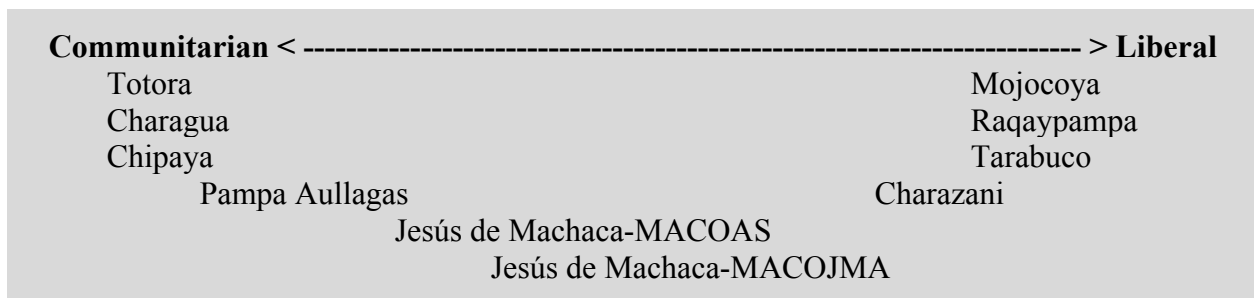 Communitarian < ------------------------------------------------------------------------- > Liberal
Totora Mojocoya
Charagua Raqaypampa
Chipaya Tarabuco
Pampa Aullagas Charazani
Jesús de Machaca-MACOAS
Jesús de Machaca-MACOJMA